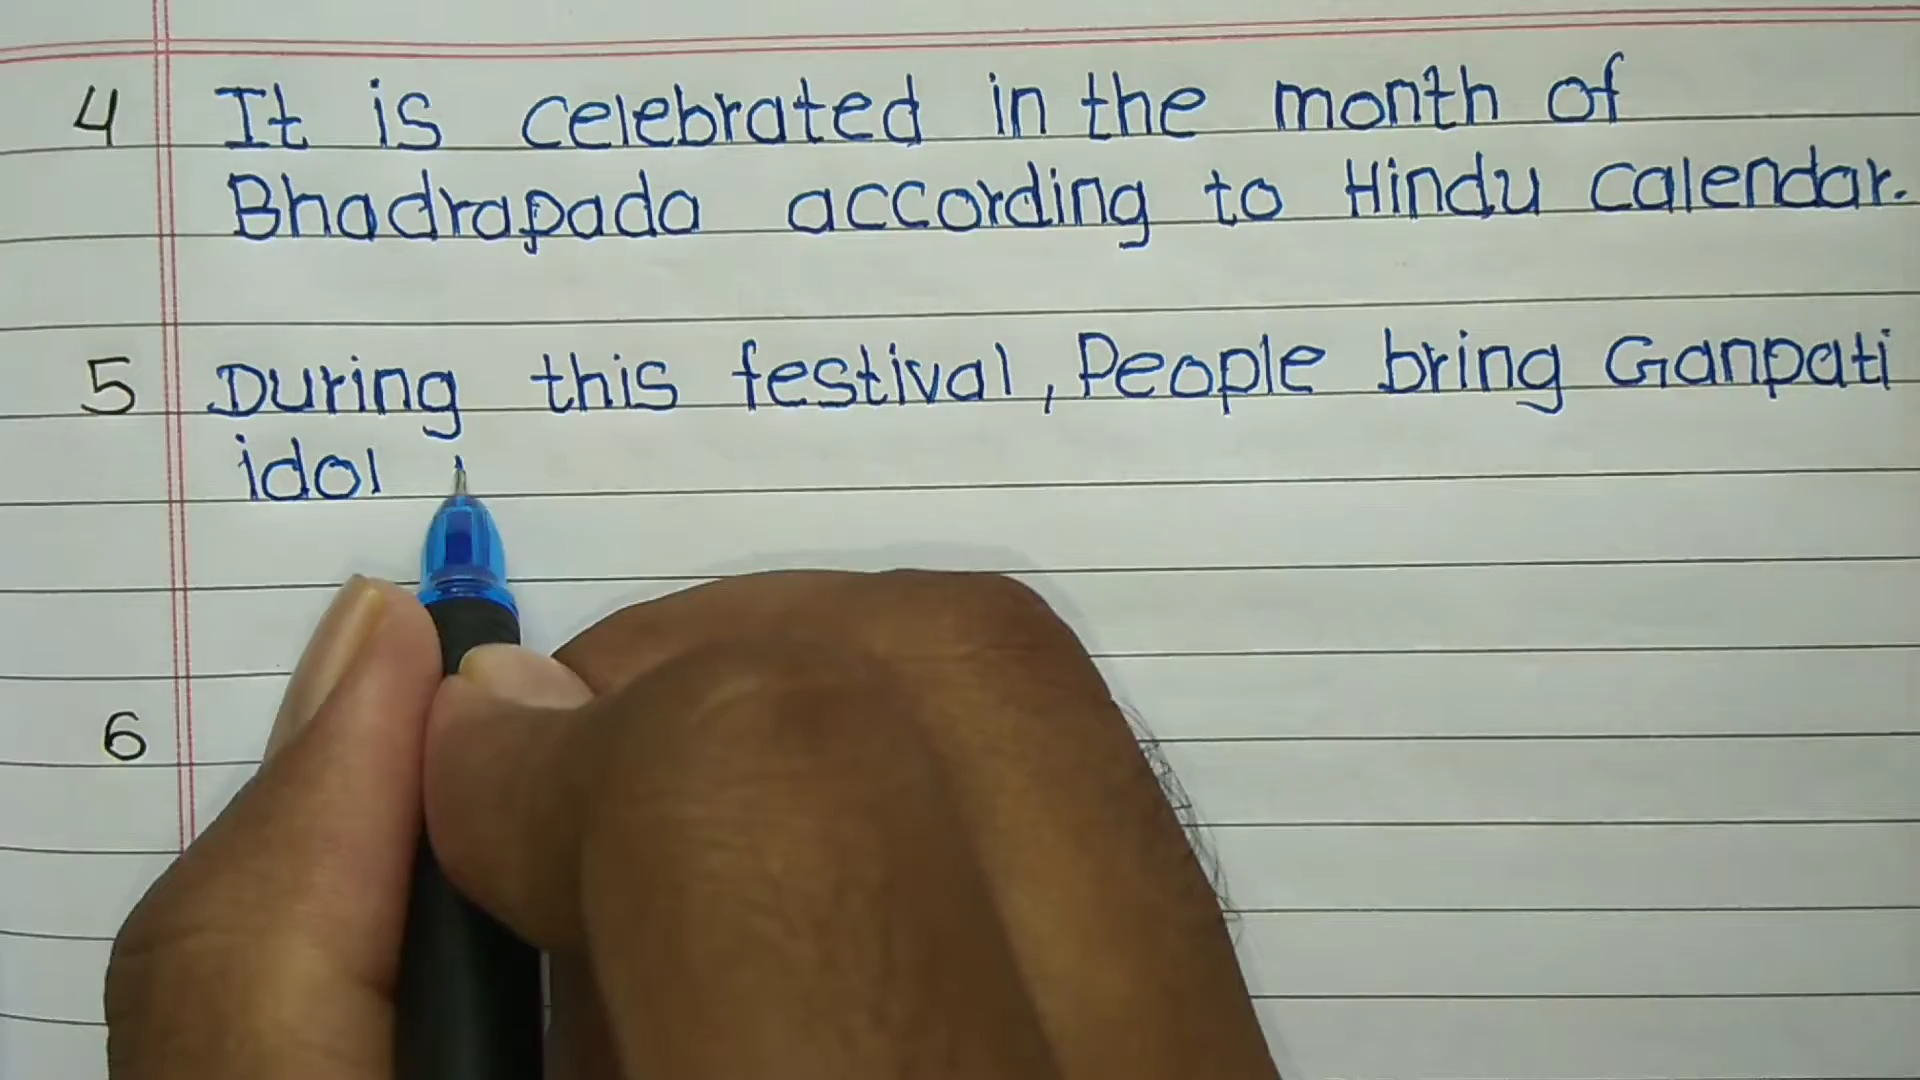 4 It is celebrated in the month of
Bhadrapada according to Hindu calendar.
5 During this festival, People bring Ganpati
idol
6